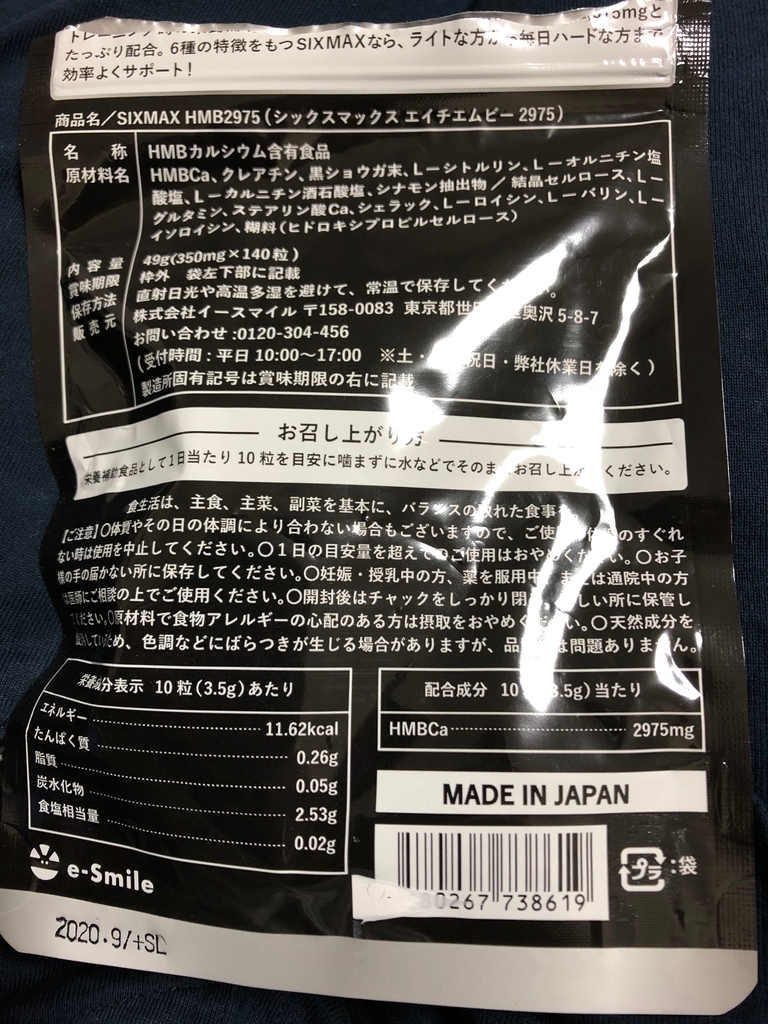 たっぷり配合。6種の特徴をもつSIXMAXなら、ライトな方から毎日ハードな方まで
効率よくサポート！
商品名／SIXMAX HMB2975（シックスマックス エイチエムビー 2975）
名　称 HMBカルシウム含有食品
原材料名 HMBCa、クレアチン、黒ショウガ末、L－シトルリン、L－オルニチン塩
酸塩、L－カルニチン酒石酸塩、シナモン抽出物／結晶セルロース、L－
グルタミン、ステアリン酸Ca、シェラック、L－ロイシン、L－バリン、L－
イソロイシン、糊料（ヒドロキシプロピルセルロース）
内容量 49g(350mg×140粒)
賞味期限 枠外　袋左下部に記載
保存方法 直射日光や高温多湿を避けて、常温で保存してください。
販売元 株式会社イースマイル 〒158-0083 東京都世田 奥沢 5-8-7
お問い合わせ:0120-304-456
（受付時間：平日 10:00～17:00　※土・ 祝日・弊社休業日を除く）
製造所固有記号は賞味期限の右に記載
お召し上がり方
栄養補助食品として1日当たり 10 粒を目安に噛まずに水などでそのままお召し上がりください。
食生活は、主食、主菜、副菜を基本に、バランスの取れた食事を
【ご注意】〇体質やその日の体調により合わない場合もございますので、ご使 のすぐれ
ない時は使用を中止してください。〇1日の目安量を超えてのご使用はおやめください。〇お子
様の手の届かない所に保存してください。〇妊娠・授乳中の方、薬を服用中または通院中の方
は医師にご相談の上でご使用ください。〇開封後はチャックをしっかり閉 しい所に保管し
てください。〇原材料で食物アレルギーの心配のある方は摂取をおやめください。〇天然成分を
使用しているため、色調などにばらつきが生じる場合がありますが、品 は問題ありません。
栄養成分表示　10 粒(3.5g)あたり
エネルギー 11.62kcal
たんぱく質 0.26g
脂質 0.05g
炭水化物 2.53g
食塩相当量 0.02g
配合成分　10 3.5g)当たり
HMBCa 2975mg
MADE IN JAPAN
80267 738619
プラ :袋
e-Smile
2020.9/+SL